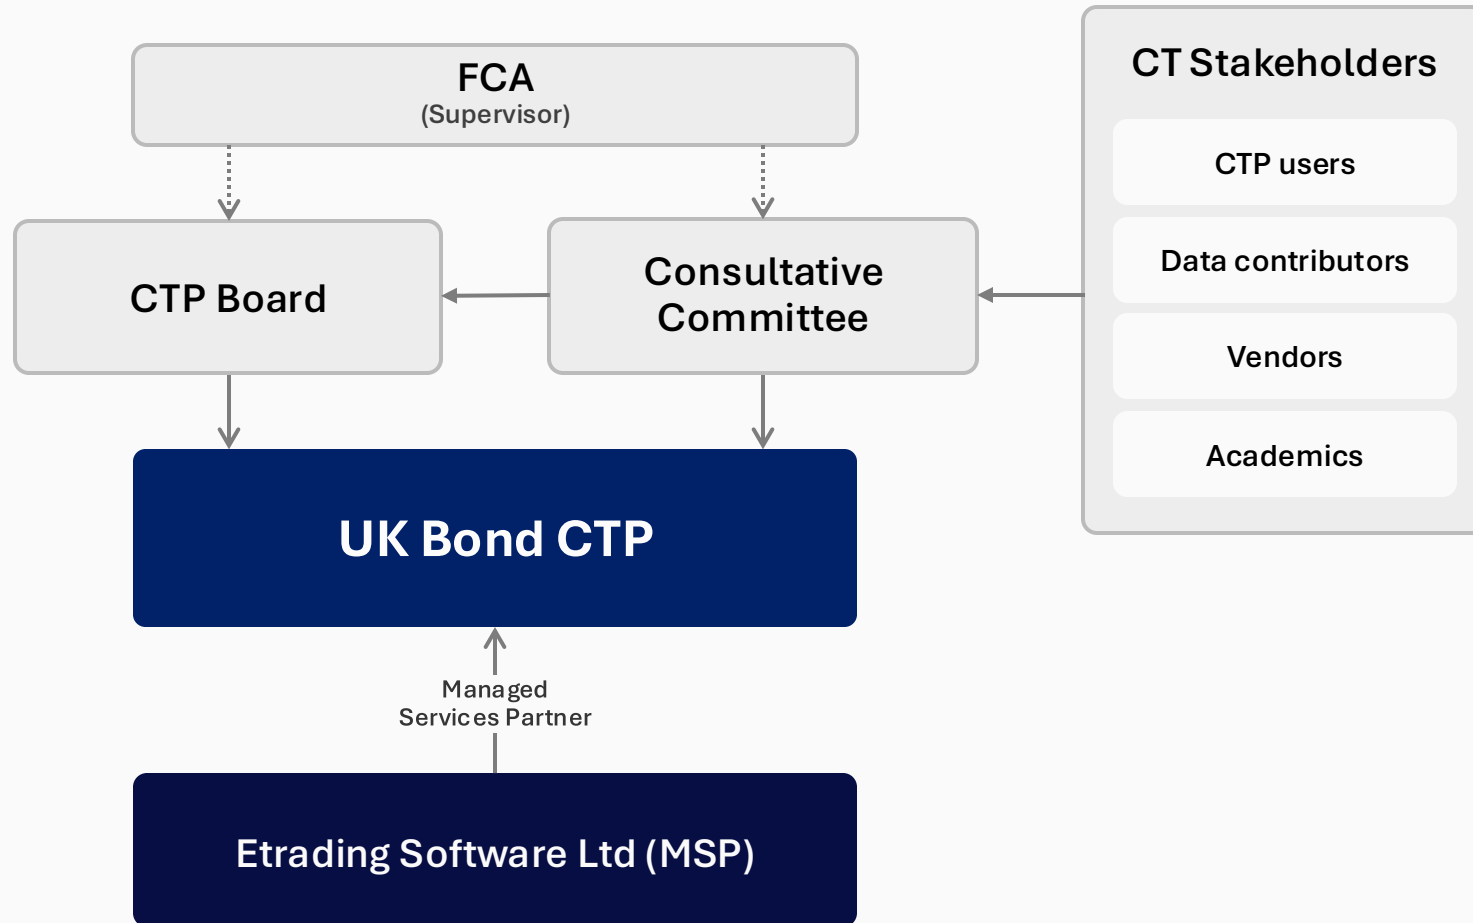 FCA
(Supervisor)
CT Stakeholders
CTP users
Data contributors
Vendors
Academics
CTP Board
Consultative
Committee
UK Bond CTP
Managed
Services Partner
Etrading Software Ltd (MSP)